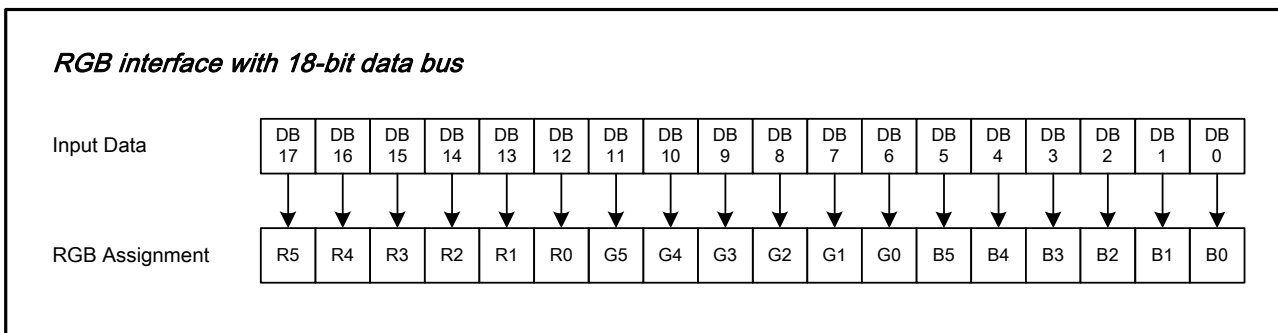 RGB interface with 18-bit data bus
Input Data DB 17 DB 16 DB 15 DB 14 DB 13 DB 12 DB 11 DB 10 DB 9 DB 8 DB 7 DB 6 DB 5 DB 4 DB 3 DB 2 DB 1 DB 0
RGB Assignment R5 R4 R3 R2 R1 R0 G5 G4 G3 G2 G1 G0 B5 B4 B3 B2 B1 B0